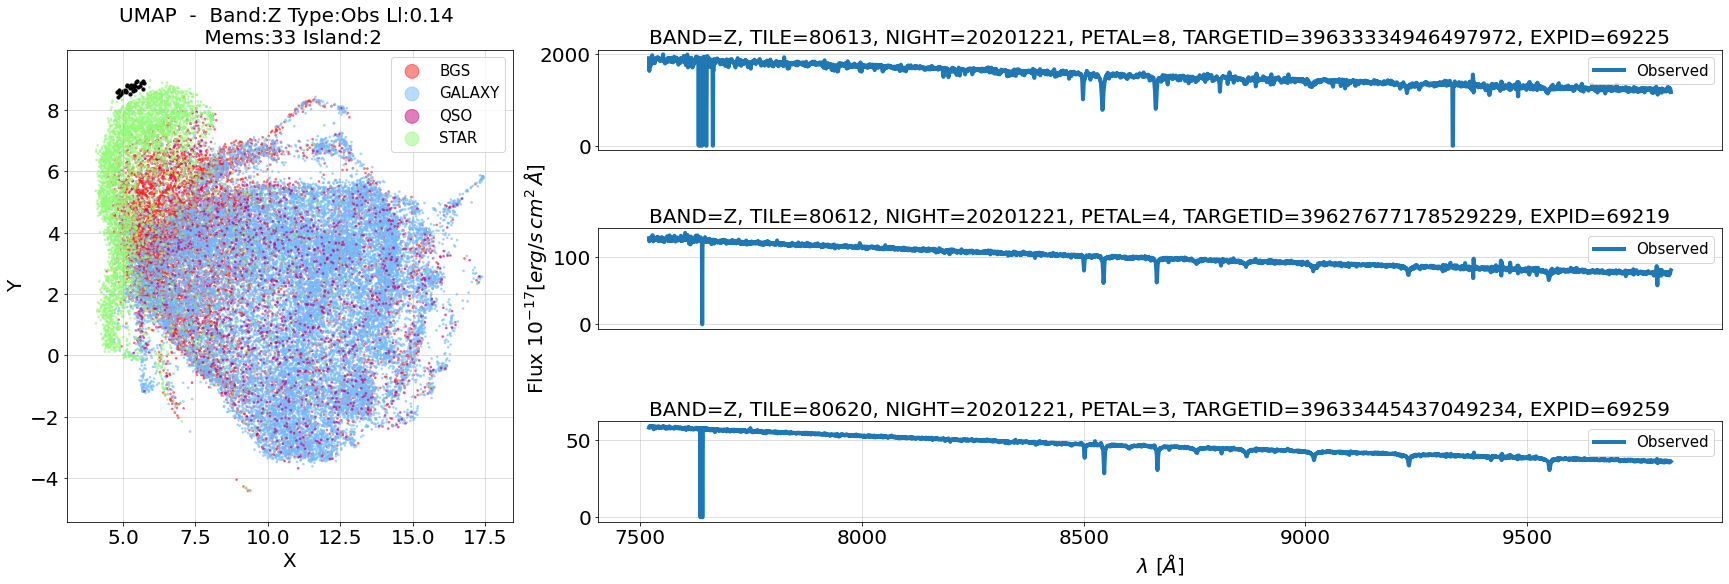 UMAP - Band:Z Type:Obs Ll:0.14
Mems:33 Island:2
BGS
GALAXY
QSO
STAR
8
6
4
2
0
−2
−4
Y
5.0 7.5 10.0 12.5 15.0 17.5
X
BAND=Z, TILE=80613, NIGHT=20201221, PETAL=8, TARGETID=39633334946497972, EXPID=69225
Observed
2000
0
BAND=Z, TILE=80612, NIGHT=20201221, PETAL=4, TARGETID=39627677178529229, EXPID=69219
Observed
100
0
Flux 10⁻¹⁷[erg/s cm² Å]
BAND=Z, TILE=80620, NIGHT=20201221, PETAL=3, TARGETID=39633445437049234, EXPID=69259
Observed
50
0
7500 8000 8500 9000 9500
λ [Å]